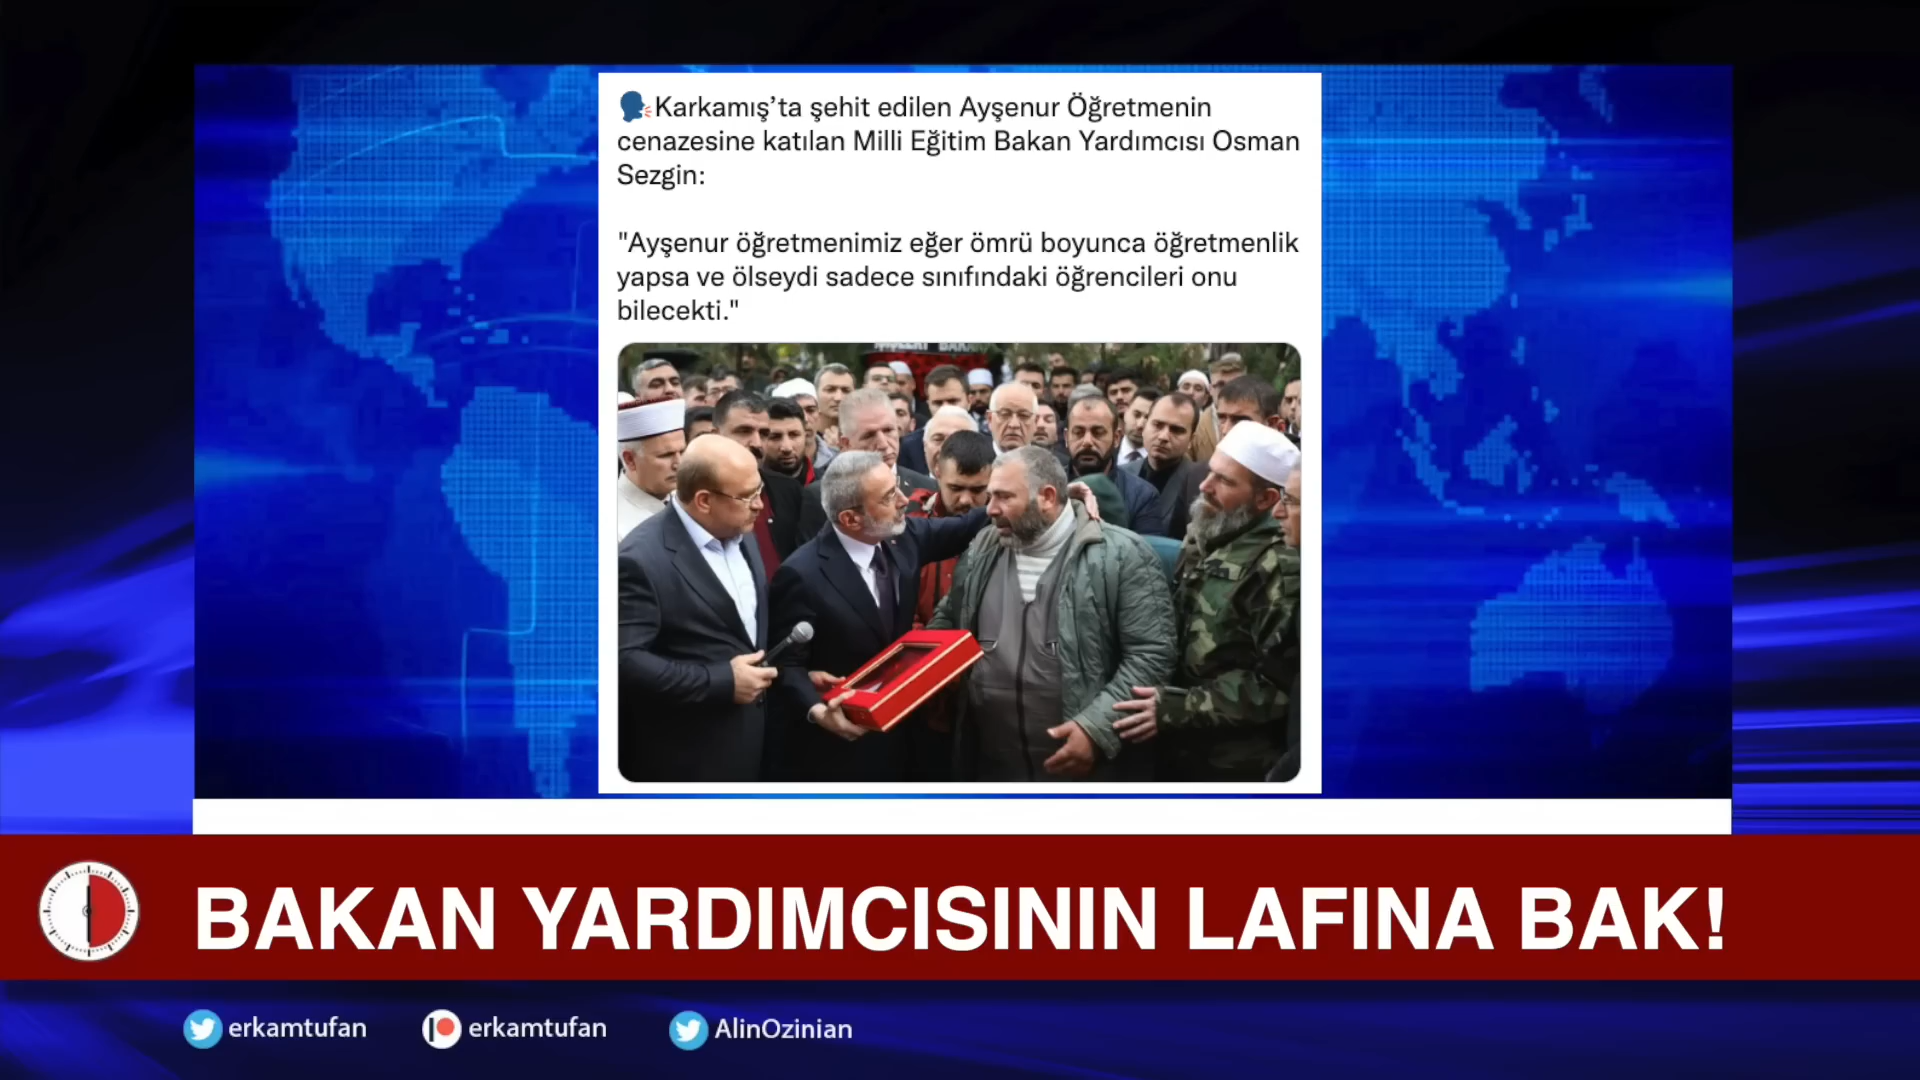 Karkamış’ta şehit edilen Ayşenur Öğretmenin
cenazesine katılan Milli Eğitim Bakan Yardımcısı Osman
Sezgin:
"Ayşenur öğretmenimiz eğer ömrü boyunca öğretmenlik
yapsa ve ölseydi sadece sınıfındaki öğrencileri onu
bilecekti."
BAKAN YARDIMCISININ LAFINA BAK!
erkamtufan
erkamtufan
AlinOzinian